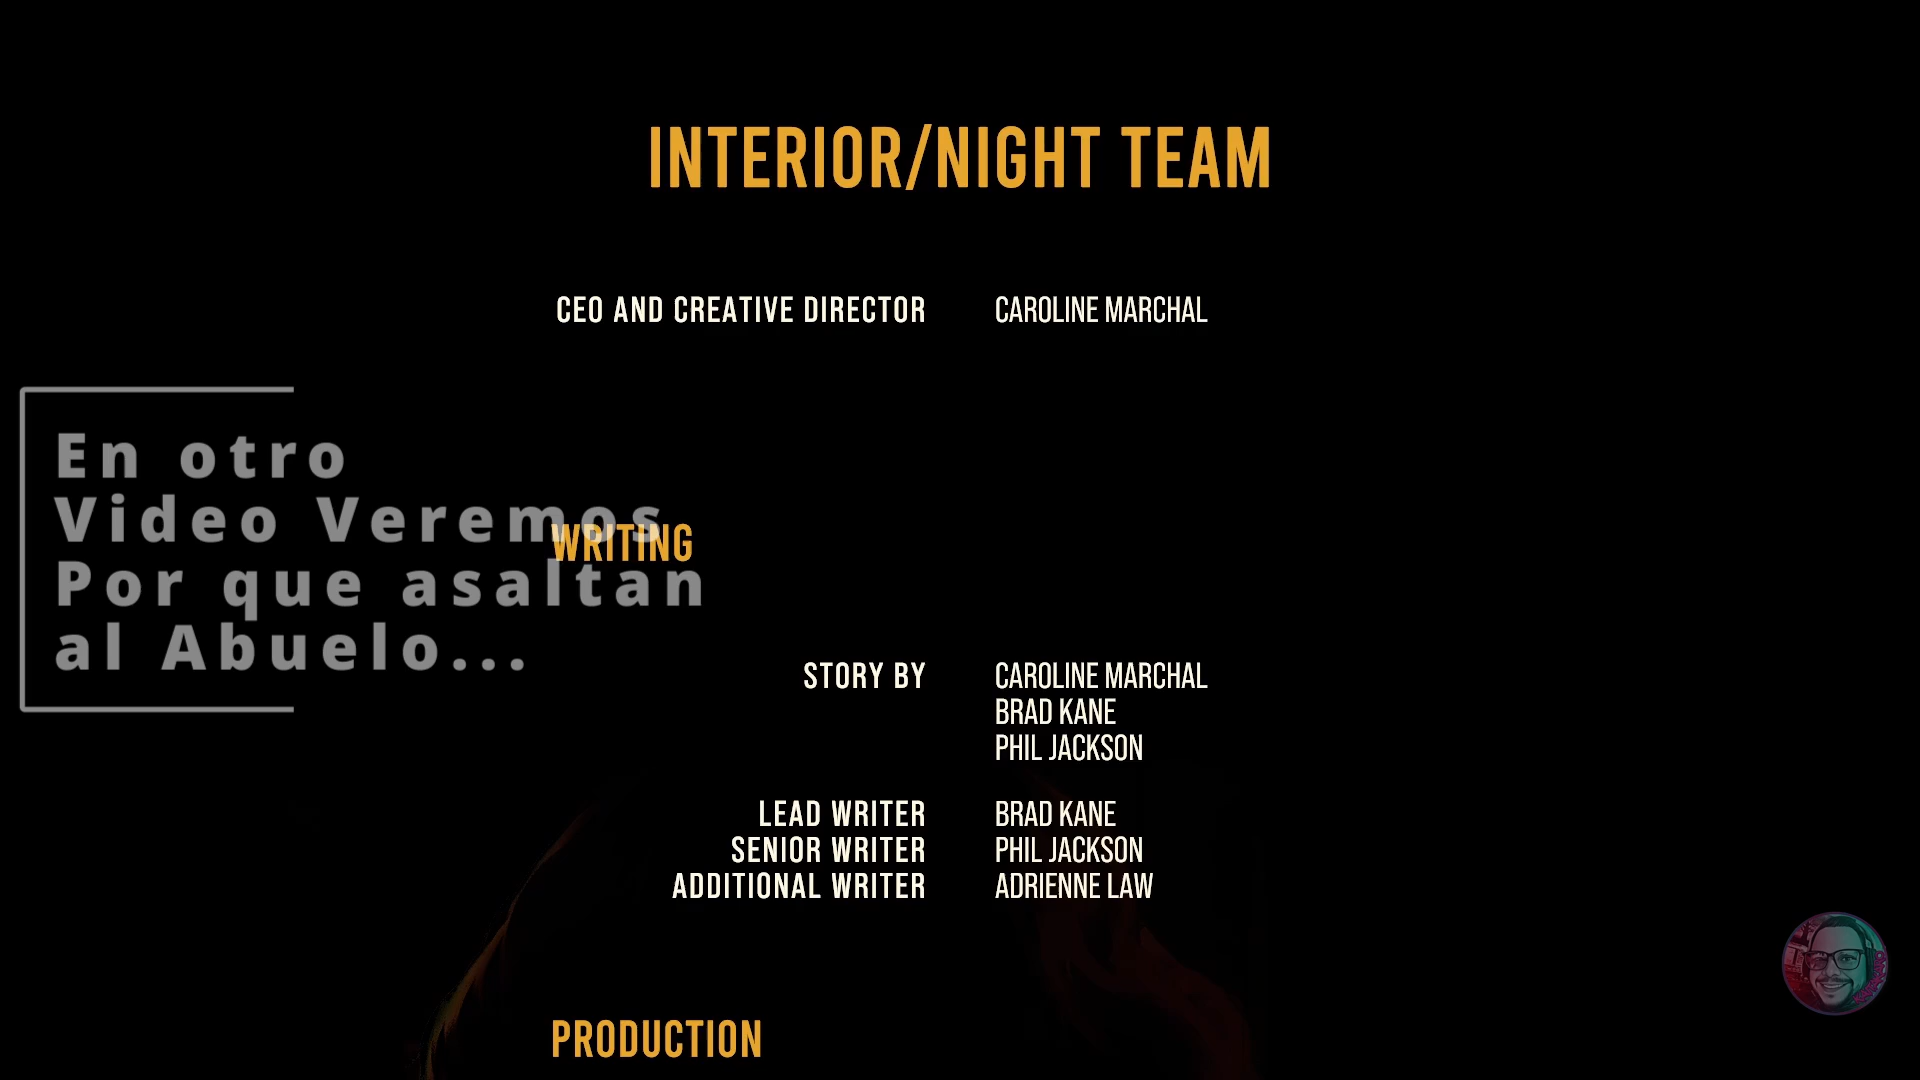 INTERIOR/NIGHT TEAM
CEO AND CREATIVE DIRECTOR CAROLINE MARCHAL
En otro
Video Veremos
Por que asaltan
al Abuelo...
WRITING
STORY BY CAROLINE MARCHAL
BRAD KANE
PHIL JACKSON
LEAD WRITER BRAD KANE
SENIOR WRITER PHIL JACKSON
ADDITIONAL WRITER ADRIENNE LAW
PRODUCTION